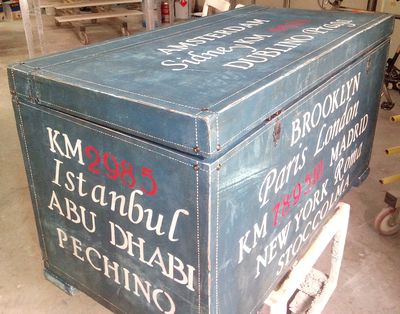 AMSTERDAM
Sidney KM
DUBLINO
KM 2985
Istanbul
ABU DHABI
PECHINO
BROOKLYN
Paris London
KM 789510 MADRID
NEW YORK Roma
STOCCOLMA